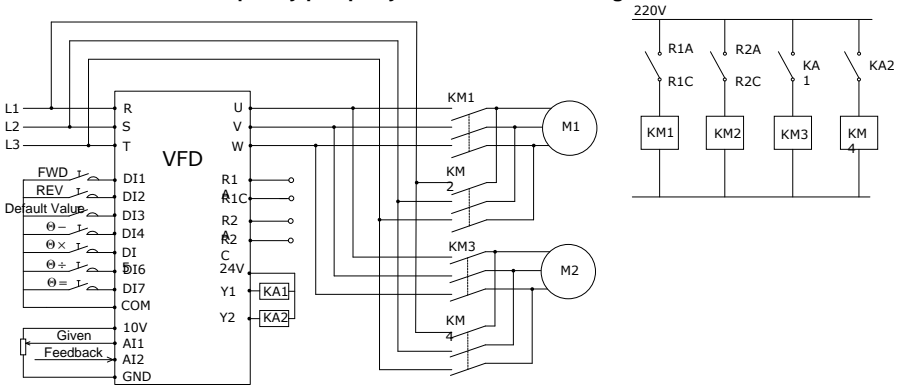 220V
R1A
R1C
R2A
R2C
KA
1
KA2
KM1
KM2
KM3
KM
4
L1
L2
L3
R
S
T
VFD
U
V
W
FWD
REV
Default Value
Θ−
Θ×
Θ÷
Θ=
DI1
DI2
DI3
DI4
DI
5
DI6
DI7
COM
10V
AI1
AI2
GND
Given
Feedback
R1
A
R1C
R2
A
R2
C
24V
Y1
Y2
KA1
KA2
KM1
M1
KM
2
KM3
M2
KM
4